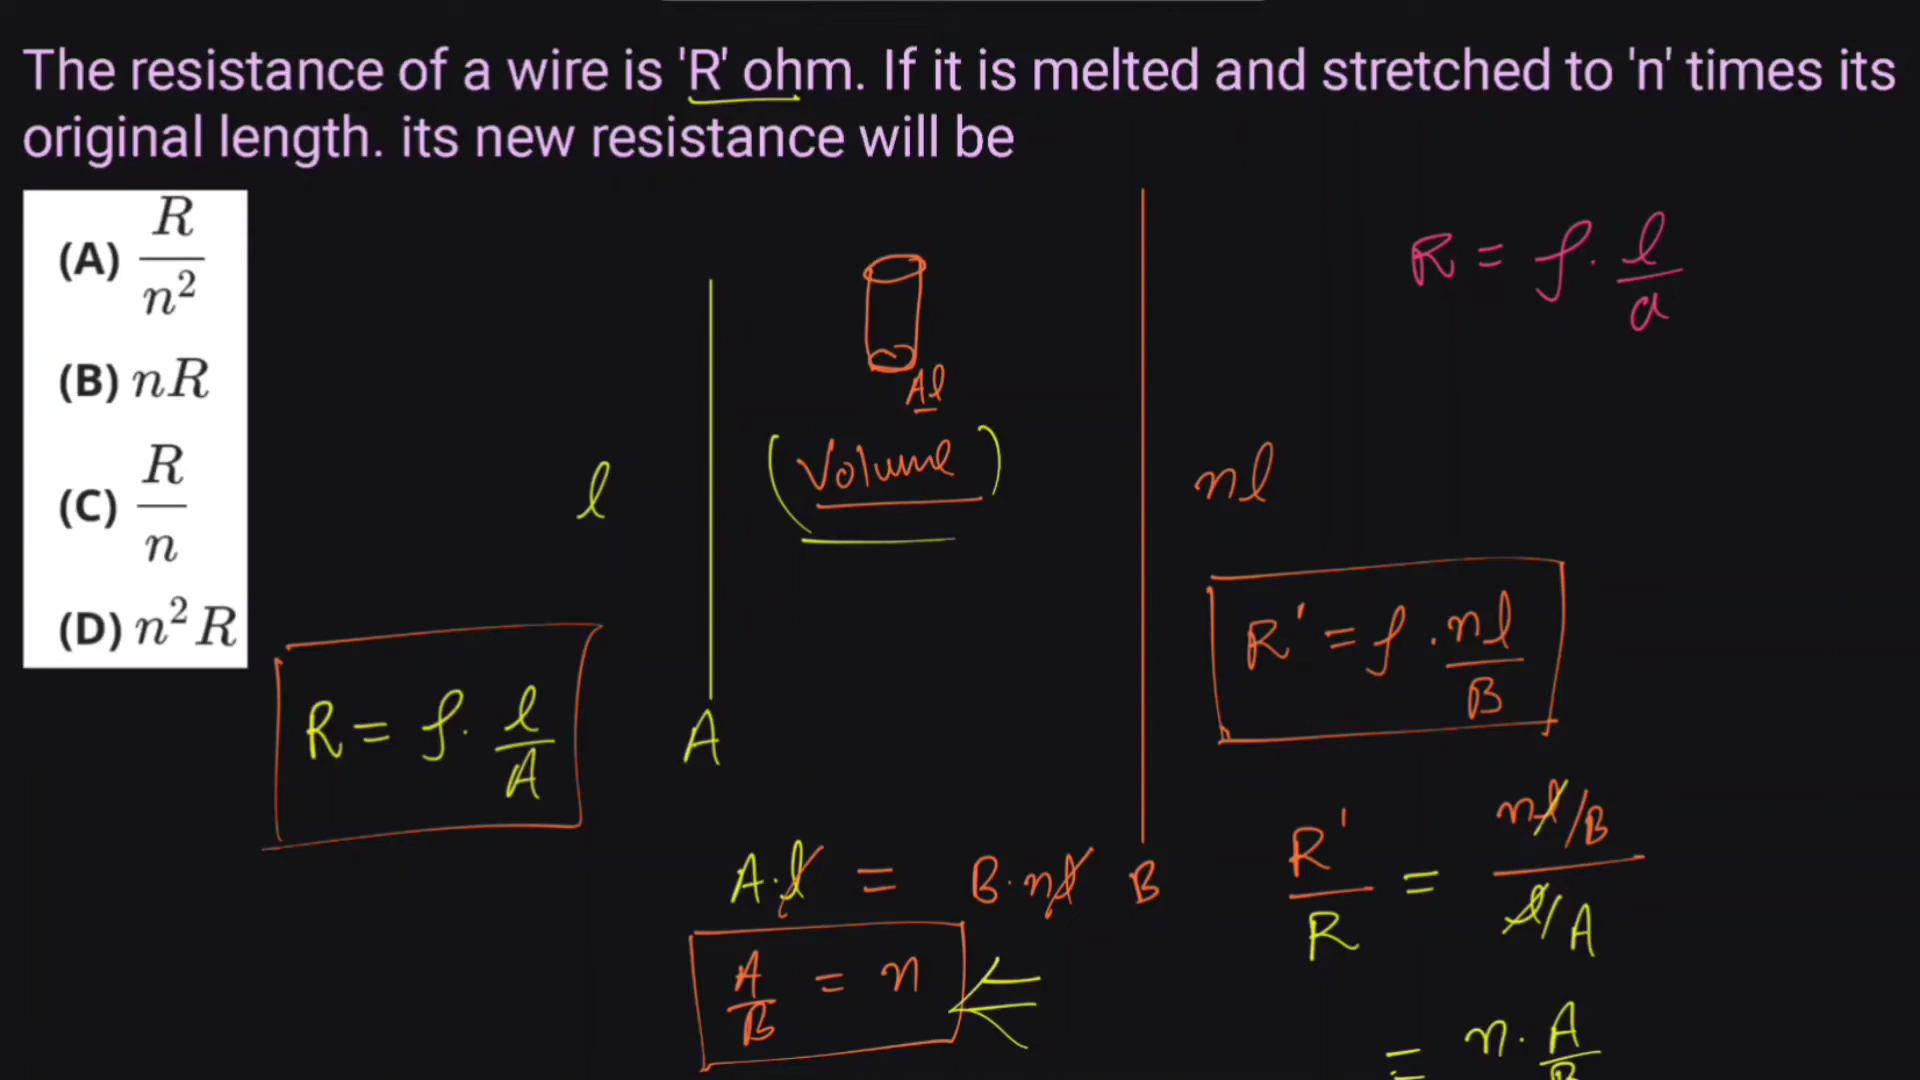 The resistance of a wire is 'R' ohm. If it is melted and stretched to 'n' times its
original length. its new resistance will be
(A) R/n²
(B) nR
(C) R/n
(D) n²R
R = ρ · l/a
Al
(Volume)
l
nl
R' = ρ · nl/B
R = ρ · l/A
A
A·l = B·nl
B
A/B = n
R'/R = (nl/B)/(l/A)
= n · A/B